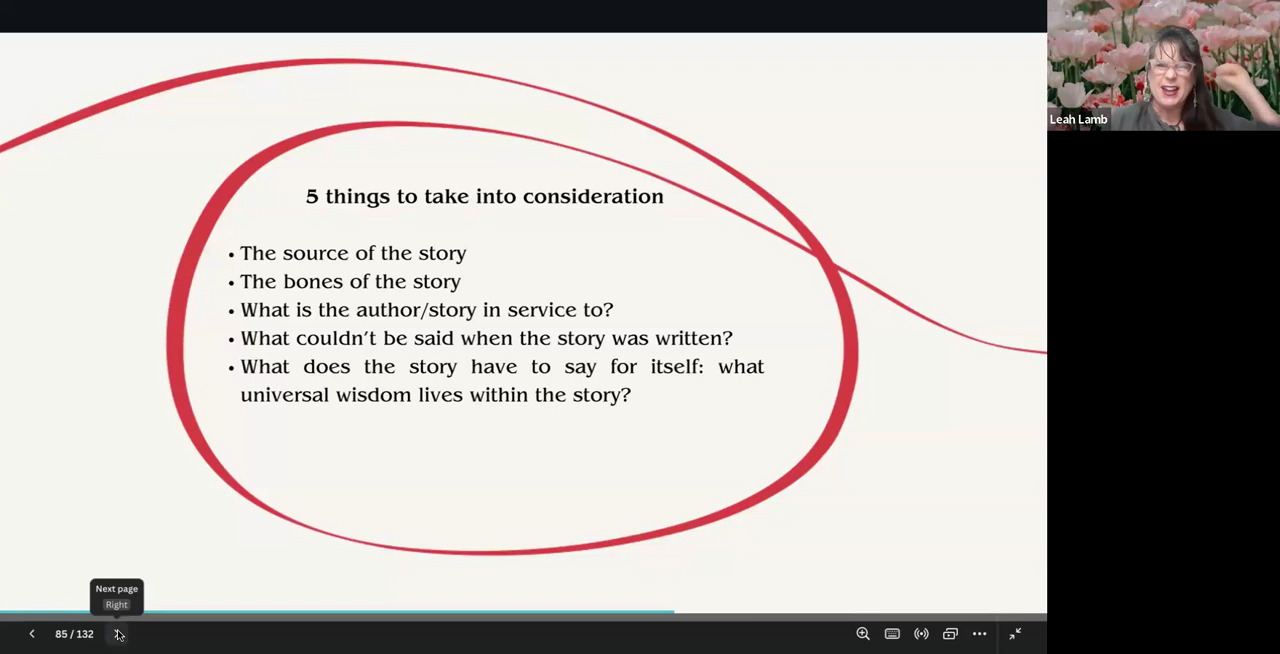 Leah Lamb
5 things to take into consideration
• The source of the story
• The bones of the story
• What is the author/story in service to?
• What couldn't be said when the story was written?
• What does the story have to say for itself: what
universal wisdom lives within the story?
Next page
Right
85 / 132